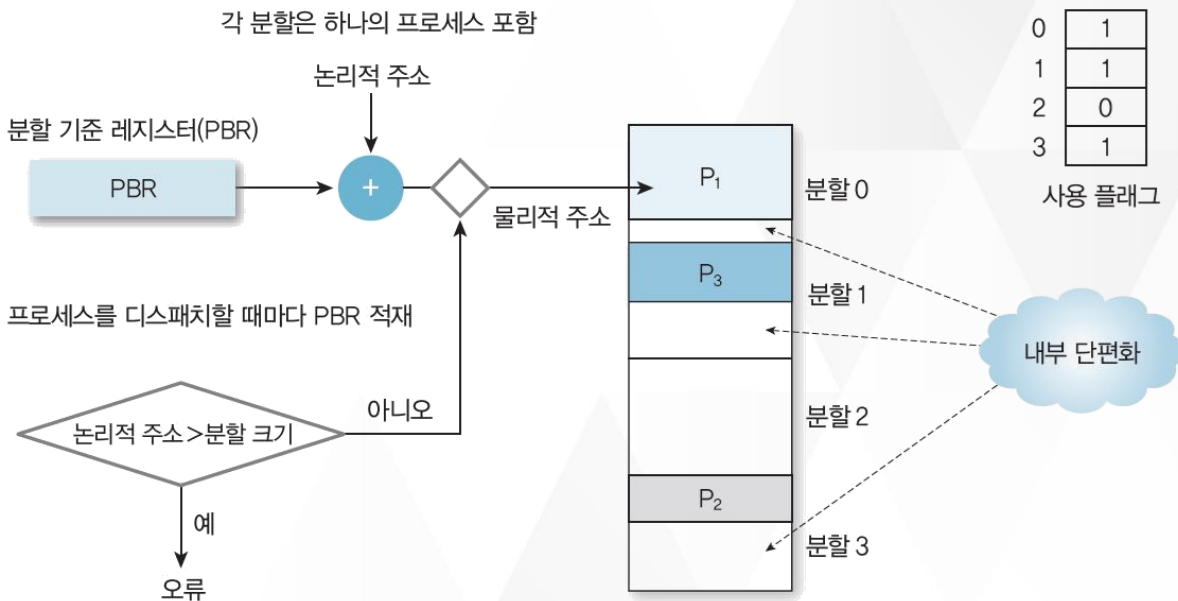 각 분할은 하나의 프로세스 포함
논리적 주소
분할 기준 레지스터(PBR)
PBR
+
물리적 주소
프로세스를 디스패치할 때마다 PBR 적재
논리적 주소>분할 크기
아니오
예
오류
P₁
분할 0
P₃
분할 1
분할 2
P₂
분할 3
0 1
1 1
2 0
3 1
사용 플래그
내부 단편화